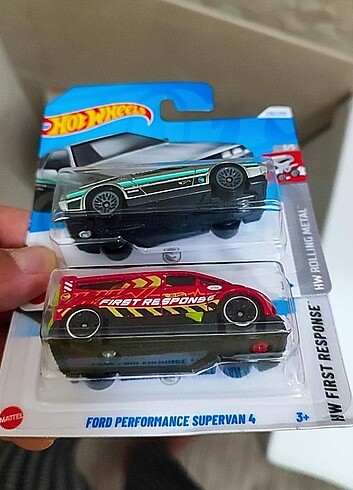 HOT WHEELS
HW ROLLING METAL
FIRST RESPONSE
HW FIRST RESPONSE
MATTEL
FORD PERFORMANCE SUPERVAN 4
3+